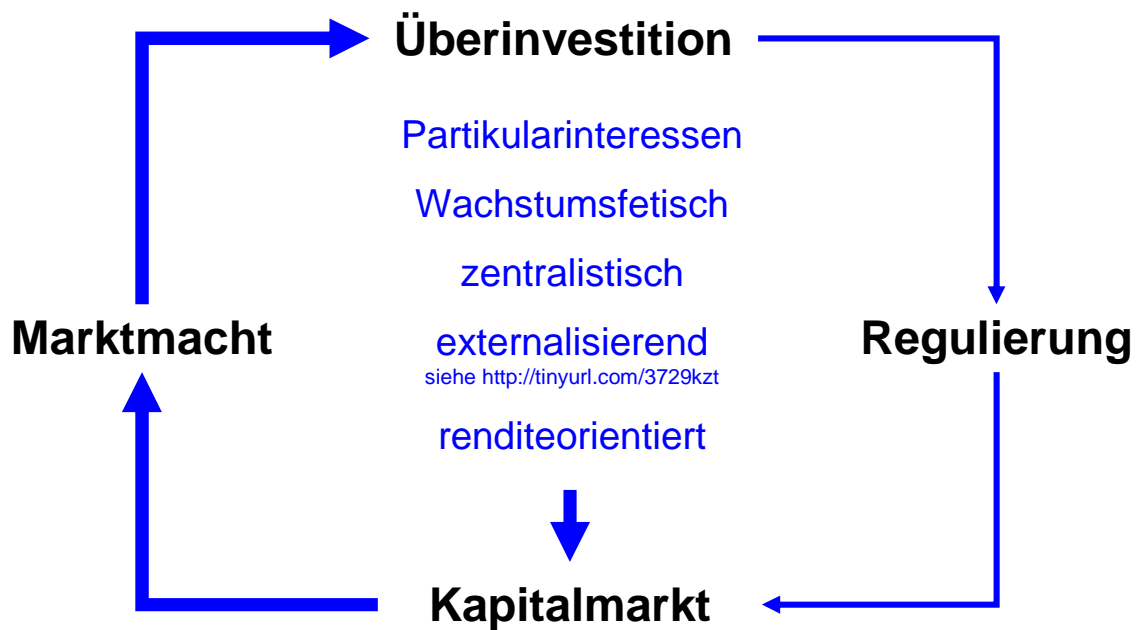 Überinvestition
Partikularinteressen
Wachstumsfetisch
zentralistisch
Marktmacht
externalisierend
siehe http://tinyurl.com/3729kzt
Regulierung
renditeorientiert
Kapitalmarkt